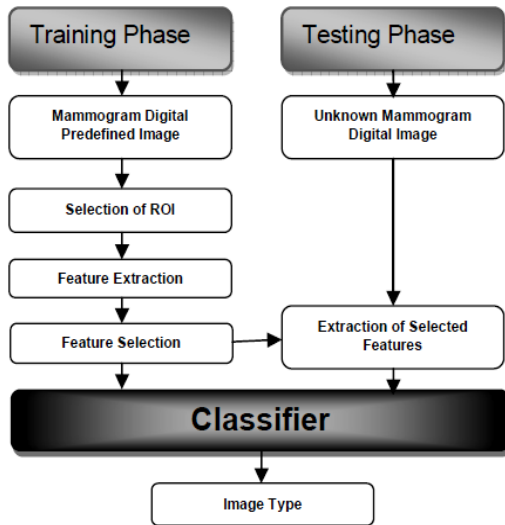 Training Phase
Testing Phase
Mammogram Digital
Predefined Image
Unknown Mammogram
Digital Image
Selection of ROI
Feature Extraction
Feature Selection
Extraction of Selected
Features
Classifier
Image Type